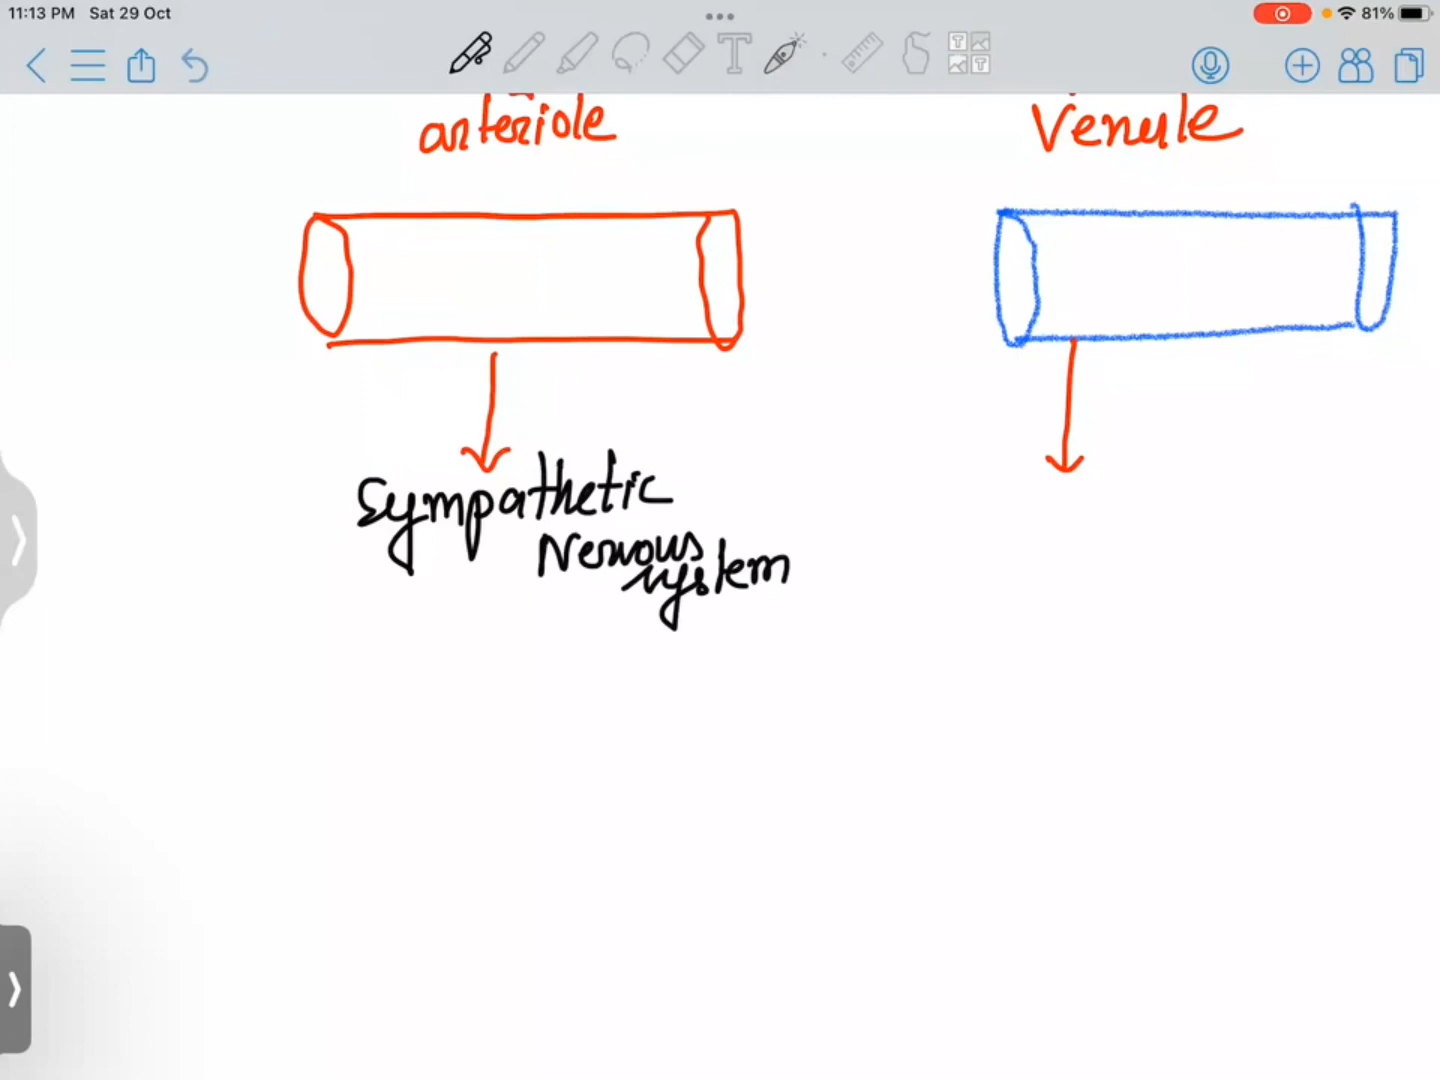 11:13 PM Sat 29 Oct
81%
arteriole
Venule
Sympathetic
Nervous
system